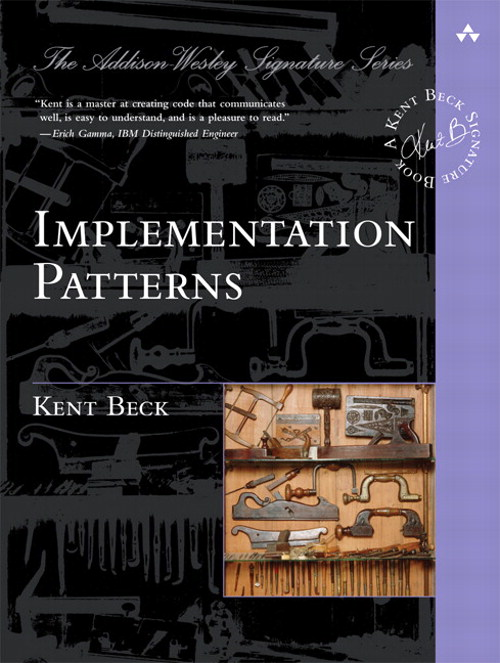 The Addison-Wesley Signature Series
“Kent is a master at creating code that communicates
well, is easy to understand, and is a pleasure to read.”
—Erich Gamma, IBM Distinguished Engineer
A KENT BECK SIGNATURE BOOK
Kent B
IMPLEMENTATION
PATTERNS
KENT BECK